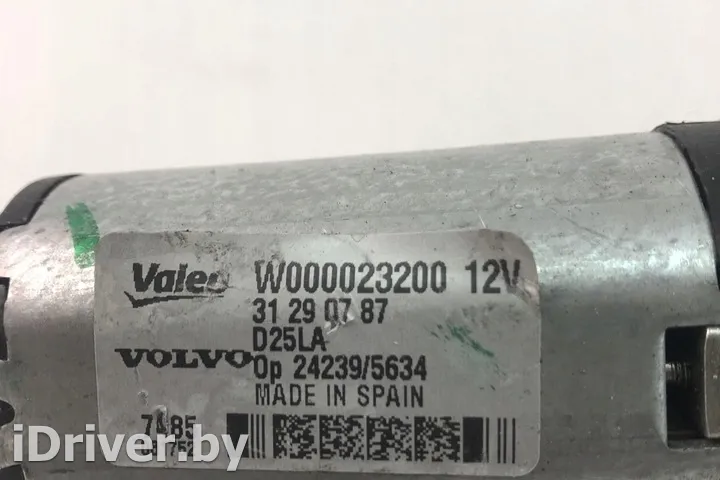 Valeo W000023200 12V
31 29 07 87
D25LA
VOLVO Op 24239/5634
MADE IN SPAIN
7A85
iDriver.by